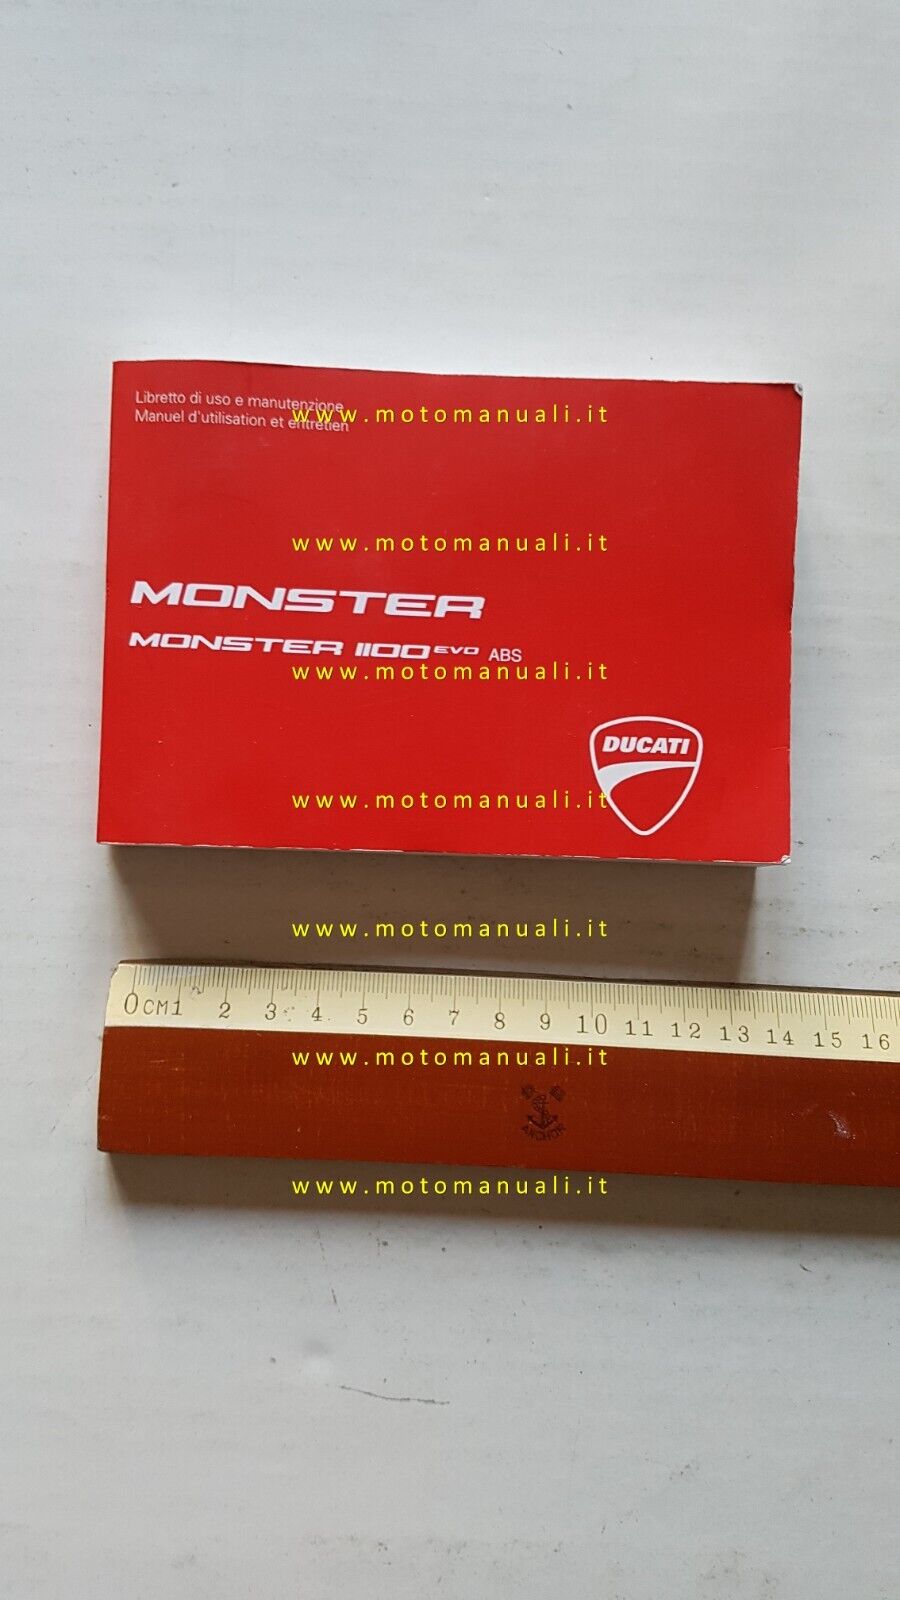 Libretto di uso e manutenzione
www.motomanuali.it
Manuel d'utilisation et entretien
www.motomanuali.it
MONSTER
MONSTER 1100 EVO ABS
www.motomanuali.it
DUCATI
www.motomanuali.it
www.motomanuali.it
0 CM 1 2 3 4 5 6 7 8 9 10 11 12 13 14 15 16
www.motomanuali.it
ANCHOR
www.motomanuali.it